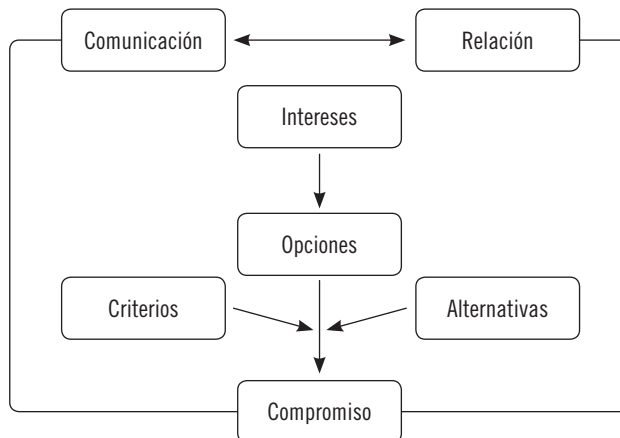 Comunicación
Relación
Intereses
Opciones
Criterios
Alternativas
Compromiso